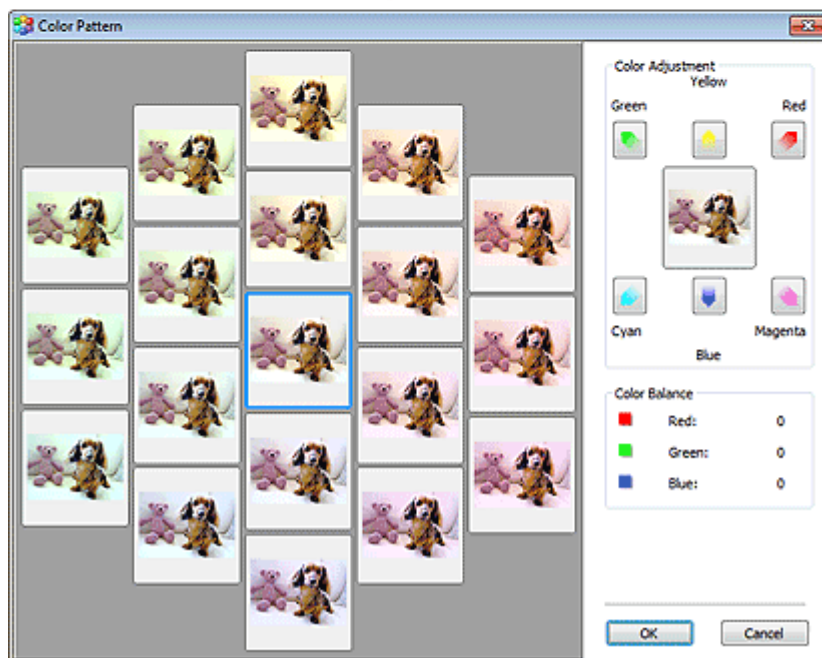 Color Pattern
Color Adjustment
Yellow
Green
Red
Cyan
Magenta
Blue
Color Balance
Red: 0
Green: 0
Blue: 0
OK
Cancel